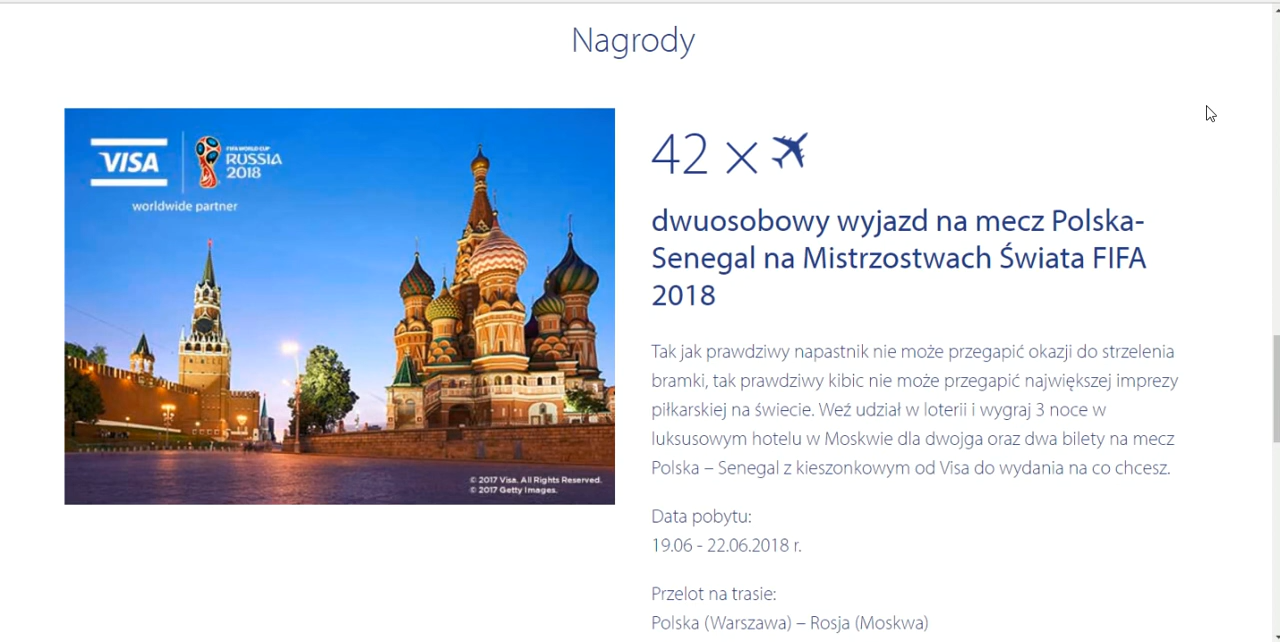 Nagrody
VISA
FIFA WORLD CUP
RUSSIA
2018
worldwide partner
© 2017 Visa. All Rights Reserved.
© 2017 Getty Images.
42 x
dwuosobowy wyjazd na mecz Polska-
Senegal na Mistrzostwach Świata FIFA
2018
Tak jak prawdziwy napastnik nie może przegapić okazji do strzelenia
bramki, tak prawdziwy kibic nie może przegapić największej imprezy
piłkarskiej na świecie. Weź udział w loterii i wygraj 3 noce w
luksusowym hotelu w Moskwie dla dwojga oraz dwa bilety na mecz
Polska – Senegal z kieszonkowym od Visa do wydania na co chcesz.
Data pobytu:
19.06 - 22.06.2018 r.
Przelot na trasie:
Polska (Warszawa) – Rosja (Moskwa)